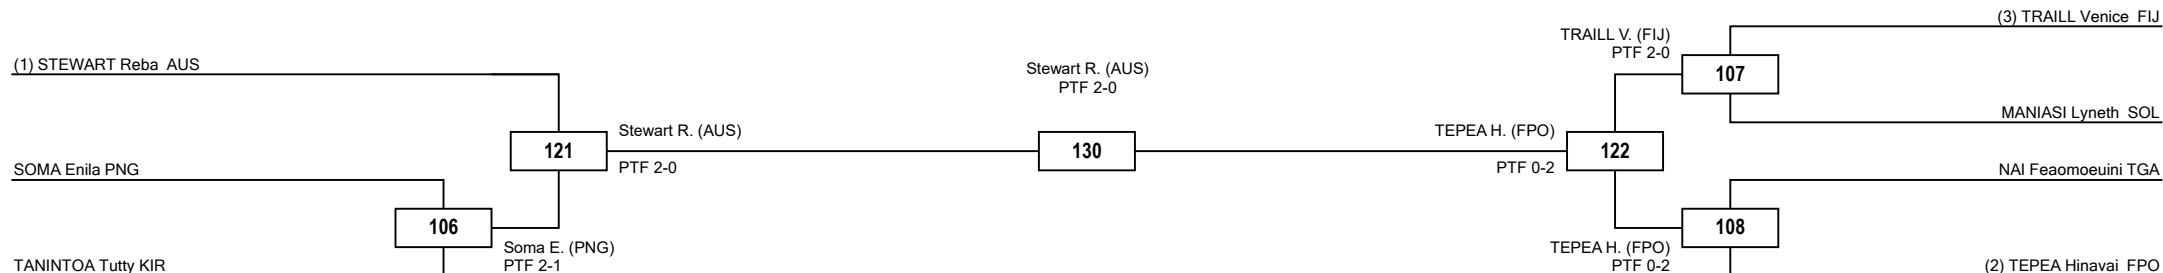 (3) TRAILL Venice FIJ
TRAILL V. (FIJ)
PTF 2-0
(1) STEWART Reba AUS
Stewart R. (AUS)
PTF 2-0
107
MANIASI Lyneth SOL
Stewart R. (AUS)
TEPEA H. (FPO)
121
130
122
PTF 2-0
PTF 0-2
SOMA Enila PNG
NAI Feaomoeuini TGA
106
108
Soma E. (PNG)
PTF 2-1
TEPEA H. (FPO)
PTF 0-2
TANINTOA Tutty KIR
(2) TEPEA Hinavai FPO